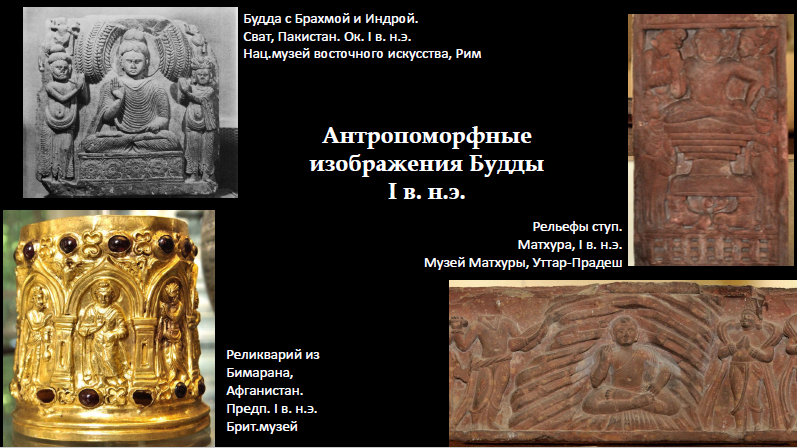 Будда с Брахмой и Индрой.
Сват, Пакистан. Ок. I в. н.э.
Нац.музей восточного искусства, Рим
Антропоморфные
изображения Будды
I в. н.э.
Рельефы ступ.
Матхура, I в. н.э.
Музей Матхуры, Уттар-Прадеш
Реликварий из
Бимарана,
Афганистан.
Предп. I в. н.э.
Брит.музей